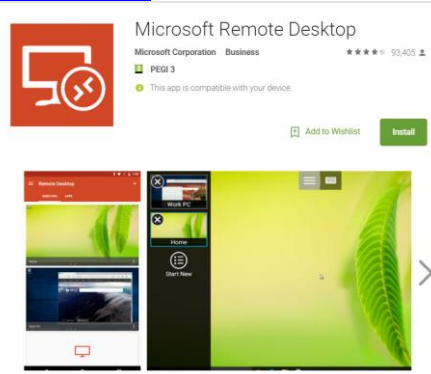 Microsoft Remote Desktop
Microsoft Corporation Business
93,405
PEGI 3
This app is compatible with your device.
Add to Wishlist
Install
Remote Desktop
Work PC
Home
Start New